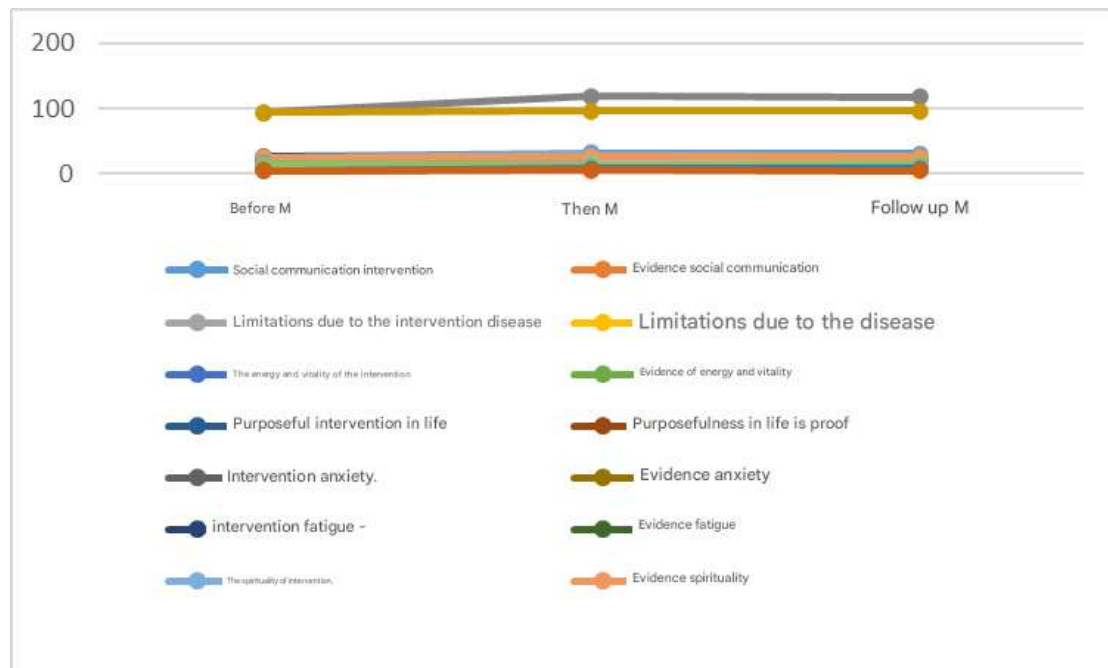 200
100
0
Before M Then M Follow up M
Social communication intervention Evidence social communication
Limitations due to the intervention disease Limitations due to the disease
The energy and vitality of the intervention Evidence of energy and vitality
Purposeful intervention in life Purposefulness in life is proof
Intervention anxiety. Evidence anxiety
intervention fatigue - Evidence fatigue
The spirituality of intervention. Evidence spirituality